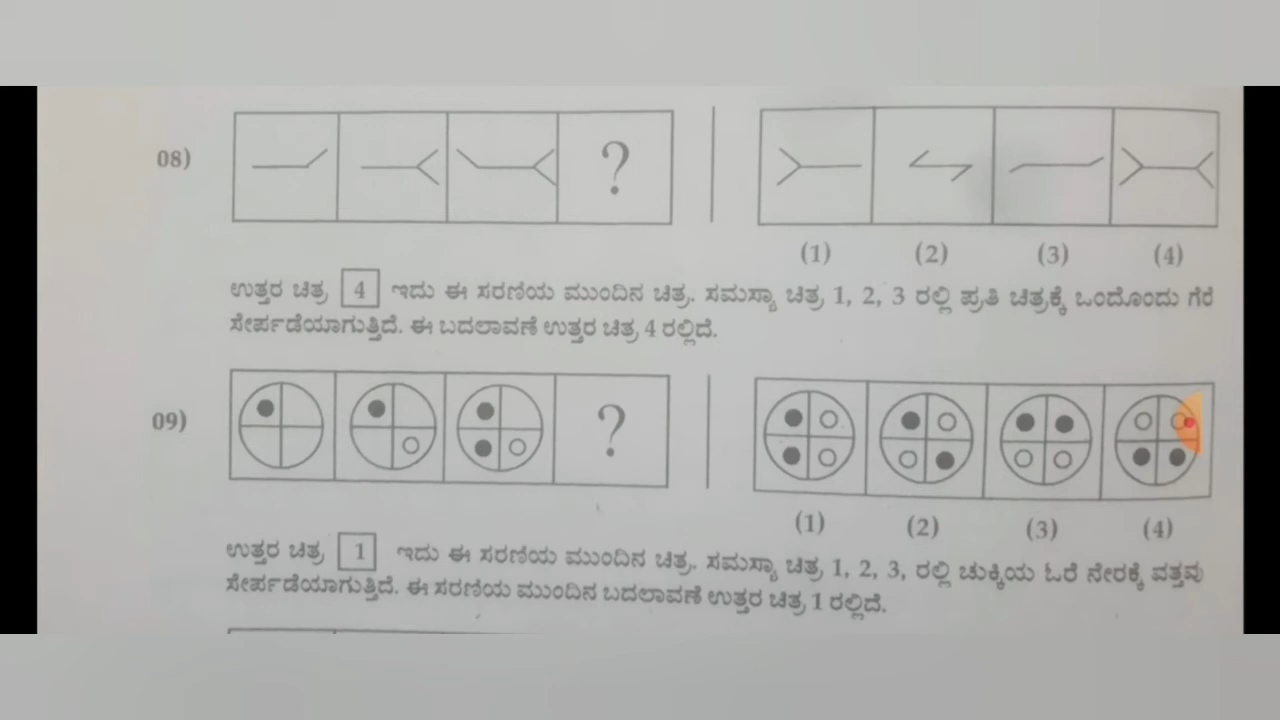 08)
?
(1) (2) (3) (4)
ಉತ್ತರ ಚಿತ್ರ 4 ಇದು ಈ ಸರಣಿಯ ಮುಂದಿನ ಚಿತ್ರ. ಸಮಸ್ಯಾ ಚಿತ್ರ 1, 2, 3 ರಲ್ಲಿ ಪ್ರತಿ ಚಿತ್ರಕ್ಕೆ ಒಂದೊಂದು ಗೆರೆ
ಸೇರ್ಪಡೆಯಾಗುತ್ತಿದೆ. ಈ ಬದಲಾವಣೆ ಉತ್ತರ ಚಿತ್ರ 4 ರಲ್ಲಿದೆ.
09)
?
(1) (2) (3) (4)
ಉತ್ತರ ಚಿತ್ರ 1 ಇದು ಈ ಸರಣಿಯ ಮುಂದಿನ ಚಿತ್ರ. ಸಮಸ್ಯಾ ಚಿತ್ರ 1, 2, 3, ರಲ್ಲಿ ಚುಕ್ಕಿಯ ಓರೆ ನೇರಕ್ಕೆ ವತ್ತವು
ಸೇರ್ಪಡೆಯಾಗುತ್ತಿದೆ. ಈ ಸರಣಿಯ ಮುಂದಿನ ಬದಲಾವಣೆ ಉತ್ತರ ಚಿತ್ರ 1 ರಲ್ಲಿದೆ.